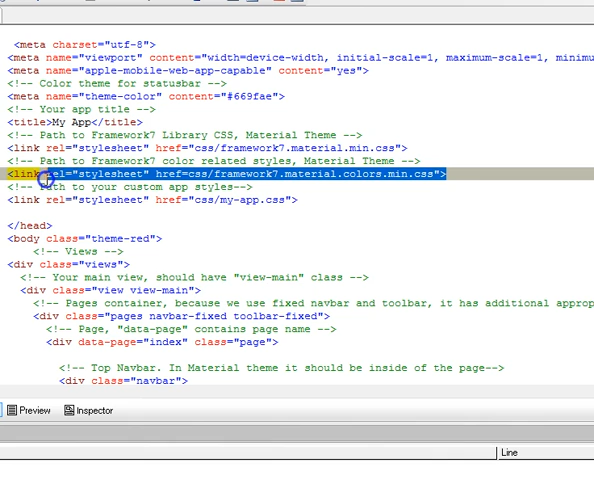 <meta charset="utf-8">
<meta name="viewport" content="width=device-width, initial-scale=1, maximum-scale=1, minimu
<meta name="apple-mobile-web-app-capable" content="yes">
<!-- Color theme for statusbar -->
<meta name="theme-color" content="#669fae">
<!-- Your app title -->
<title>My App</title>
<!-- Path to Framework7 Library CSS, Material Theme -->
<link rel="stylesheet" href="css/framework7.material.min.css">
<!-- Path to Framework7 color related styles, Material Theme -->
<link rel="stylesheet" href=css/framework7.material.colors.min.css">
<!-- Path to your custom app styles-->
<link rel="stylesheet" href="css/my-app.css">
</head>
<body class="theme-red">
<!-- Views -->
<div class="views">
<!-- Your main view, should have "view-main" class -->
<div class="view view-main">
<!-- Pages container, because we use fixed navbar and toolbar, it has additional approp
<div class="pages navbar-fixed toolbar-fixed">
<!-- Page, "data-page" contains page name -->
<div data-page="index" class="page">
<!-- Top Navbar. In Material theme it should be inside of the page-->
<div class="navbar">
Preview Inspector
Line